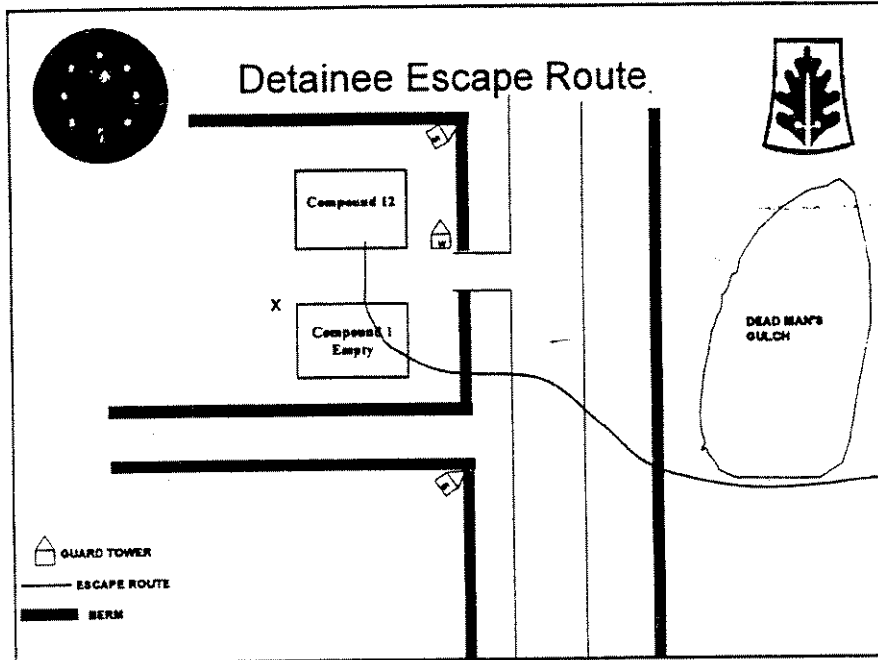 Detainee Escape Route
Compound 12
W
X
Compound 1
Empty
DEAD MAN'S
GULCH
GUARD TOWER
ESCAPE ROUTE
BERM